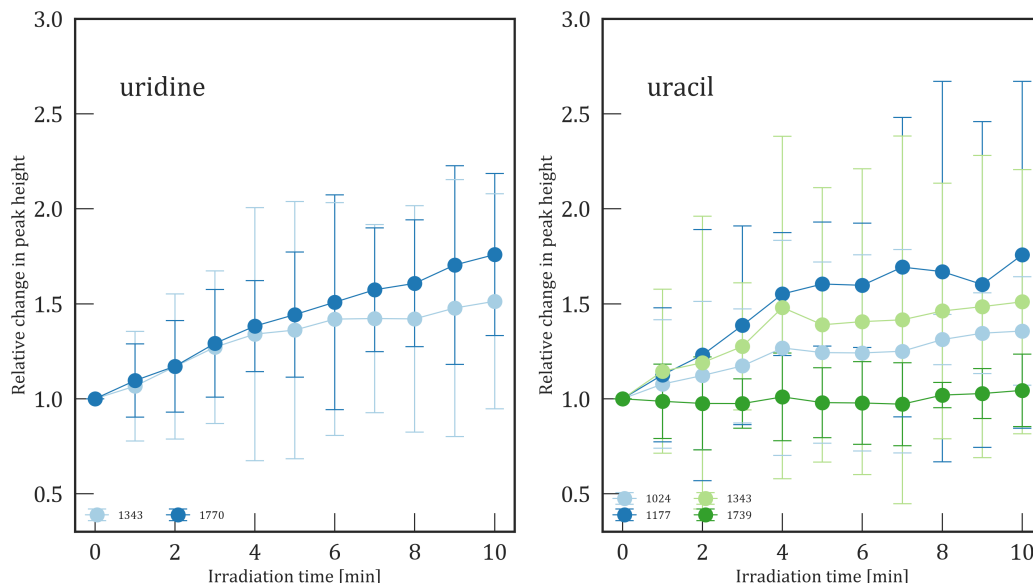 3.0
2.5
2.0
1.5
1.0
0.5
Relative change in peak height
uridine
1343 1770
0 2 4 6 8 10
Irradiation time [min]
3.0
2.5
2.0
1.5
1.0
0.5
Relative change in peak height
uracil
1024 1343
1177 1739
0 2 4 6 8 10
Irradiation time [min]